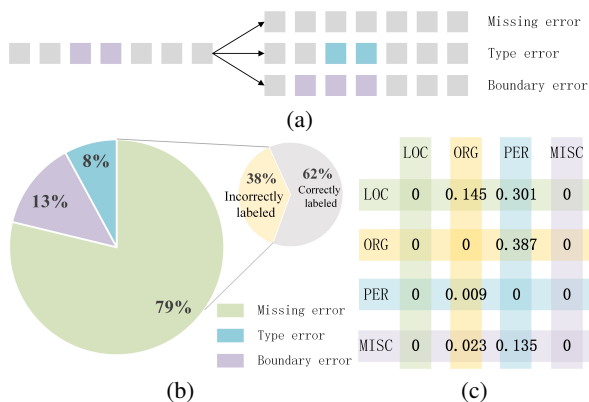 Missing error
Type error
Boundary error
(a)
8%
13%
79%
38%
Incorrectly
labeled
62%
Correctly
labeled
Missing error
Type error
Boundary error
(b)
LOC ORG PER MISC
LOC 0 0.145 0.301 0
ORG 0 0 0.387 0
PER 0 0.009 0 0
MISC 0 0.023 0.135 0
(c)